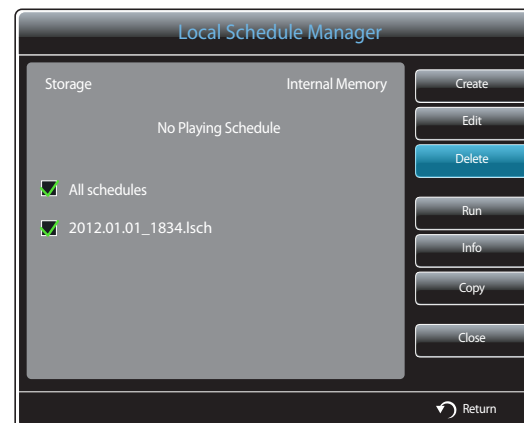 Local Schedule Manager
Storage Internal Memory
No Playing Schedule
All schedules
2012.01.01_1834.lsch
Create
Edit
Delete
Run
Info
Copy
Close
Return